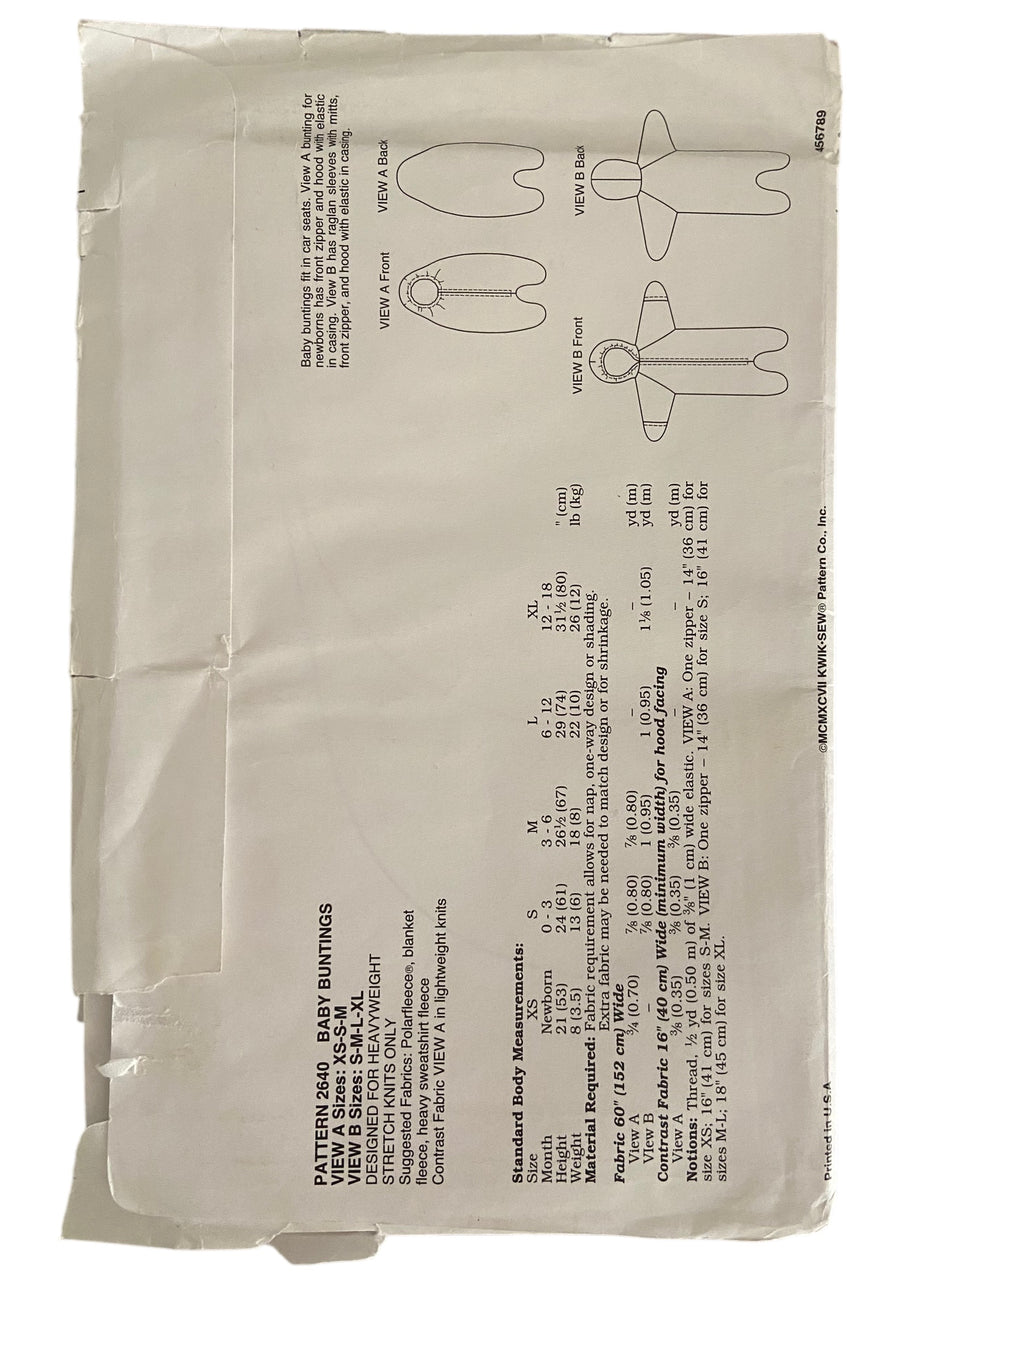 PATTERN 2640 BABY BUNTINGS
VIEW A Sizes: XS-S-M
VIEW B Sizes: S-M-L-XL
DESIGNED FOR HEAVYWEIGHT
STRETCH KNITS ONLY
Suggested Fabrics: Polarfleece®, blanket
fleece, heavy sweatshirt fleece
Contrast Fabric VIEW A in lightweight knits
Baby buntings fit in car seats. View A bunting for
newborns has front zipper and hood with elastic
in casing. View B has raglan sleeves with mitts,
front zipper, and hood with elastic in casing.
VIEW A Front
VIEW A Back
VIEW B Front
VIEW B Back
Standard Body Measurements:
Size XS S M L XL
Month Newborn 0 - 3 3 - 6 6 - 12 12 - 18
Height 21 (53) 24 (61) 26½ (67) 29 (74) 31½ (80) " (cm)
Weight 8 (3.5) 13 (6) 18 (8) 22 (10) 26 (12) lb (kg)
Material Required: Fabric requirement allows for nap, one-way design or shading.
Extra fabric may be needed to match design or for shrinkage.
Fabric 60" (152 cm) Wide
View A ¾ (0.70) ⅞ (0.80) ⅞ (0.80) – – yd (m)
View B – ⅞ (0.80) 1 (0.95) 1 (0.95) 1⅛ (1.05) yd (m)
Contrast Fabric 16" (40 cm) Wide (minimum width) for hood facing
View A ⅜ (0.35) ⅜ (0.35) ⅜ (0.35) – – yd (m)
Notions: Thread, ½ yd (0.50 m) of ⅜" (1 cm) wide elastic. VIEW A: One zipper – 14" (36 cm) for
size XS; 16" (41 cm) for sizes S-M. VIEW B: One zipper – 14" (36 cm) for size S; 16" (41 cm) for
sizes M-L; 18" (45 cm) for size XL.
Printed in U.S.A
©MCMXCVII KWIK•SEW® Pattern Co., Inc.
456789